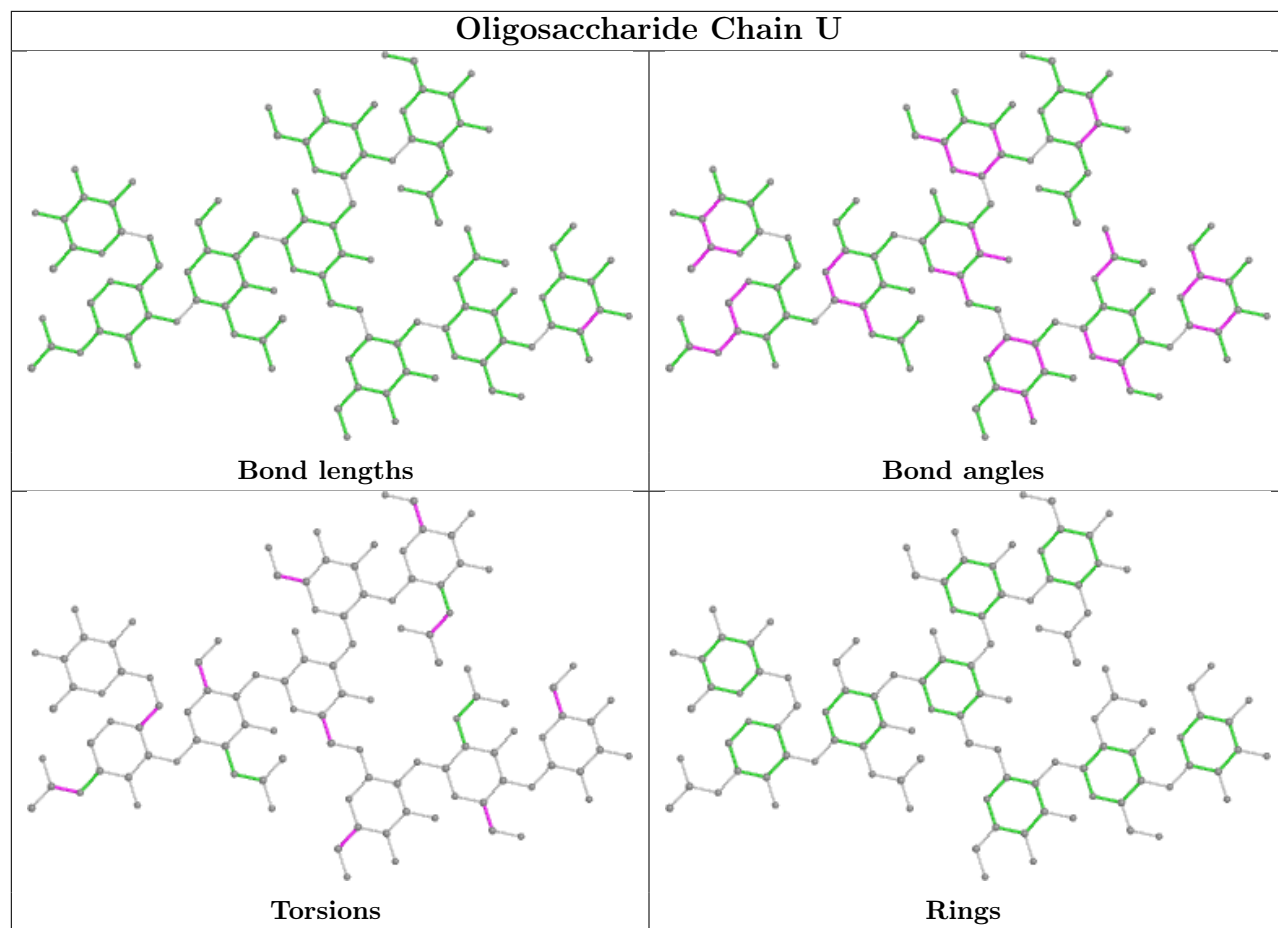 Oligosaccharide Chain U
Bond lengths
Bond angles
Torsions
Rings